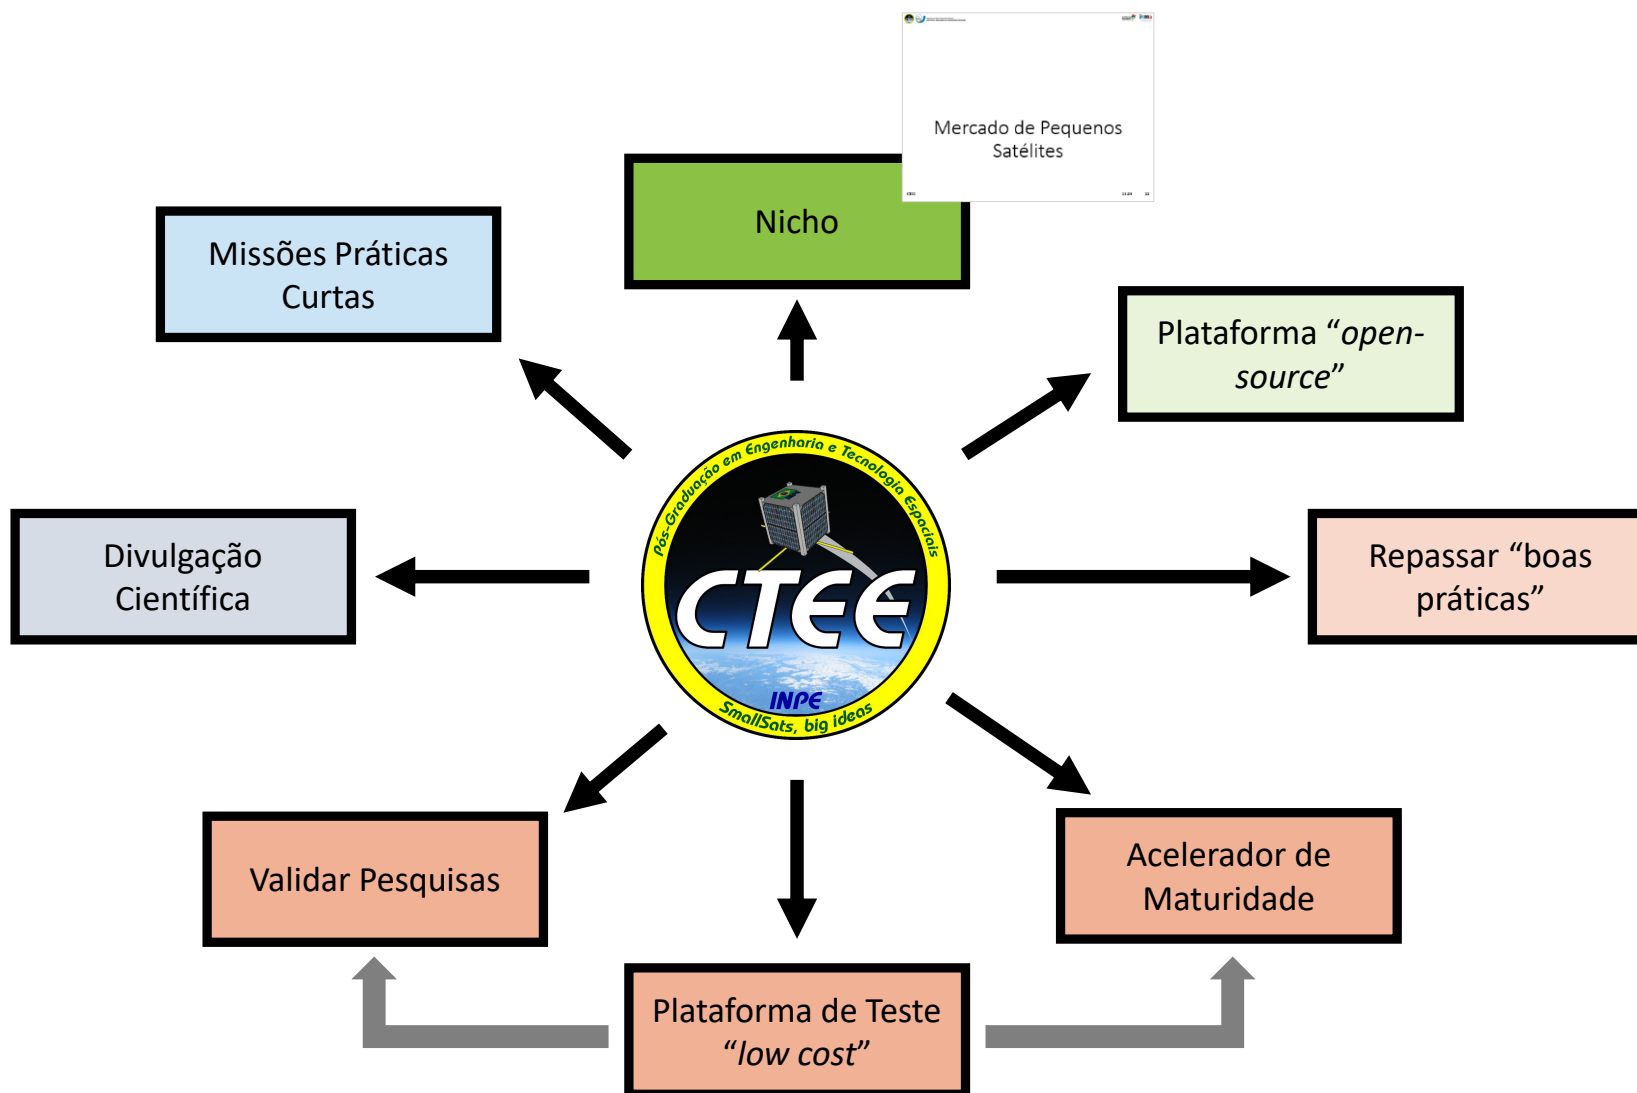 Mercado de Pequenos
Satélites
Nicho
Missões Práticas
Curtas
Plataforma “open-
source”
Pós-Graduação em Engenharia e Tecnologia Espaciais
CTEE
INPE
SmallSats, big ideas
Divulgação
Científica
Repassar “boas
práticas”
Validar Pesquisas
Acelerador de
Maturidade
Plataforma de Teste
“low cost”